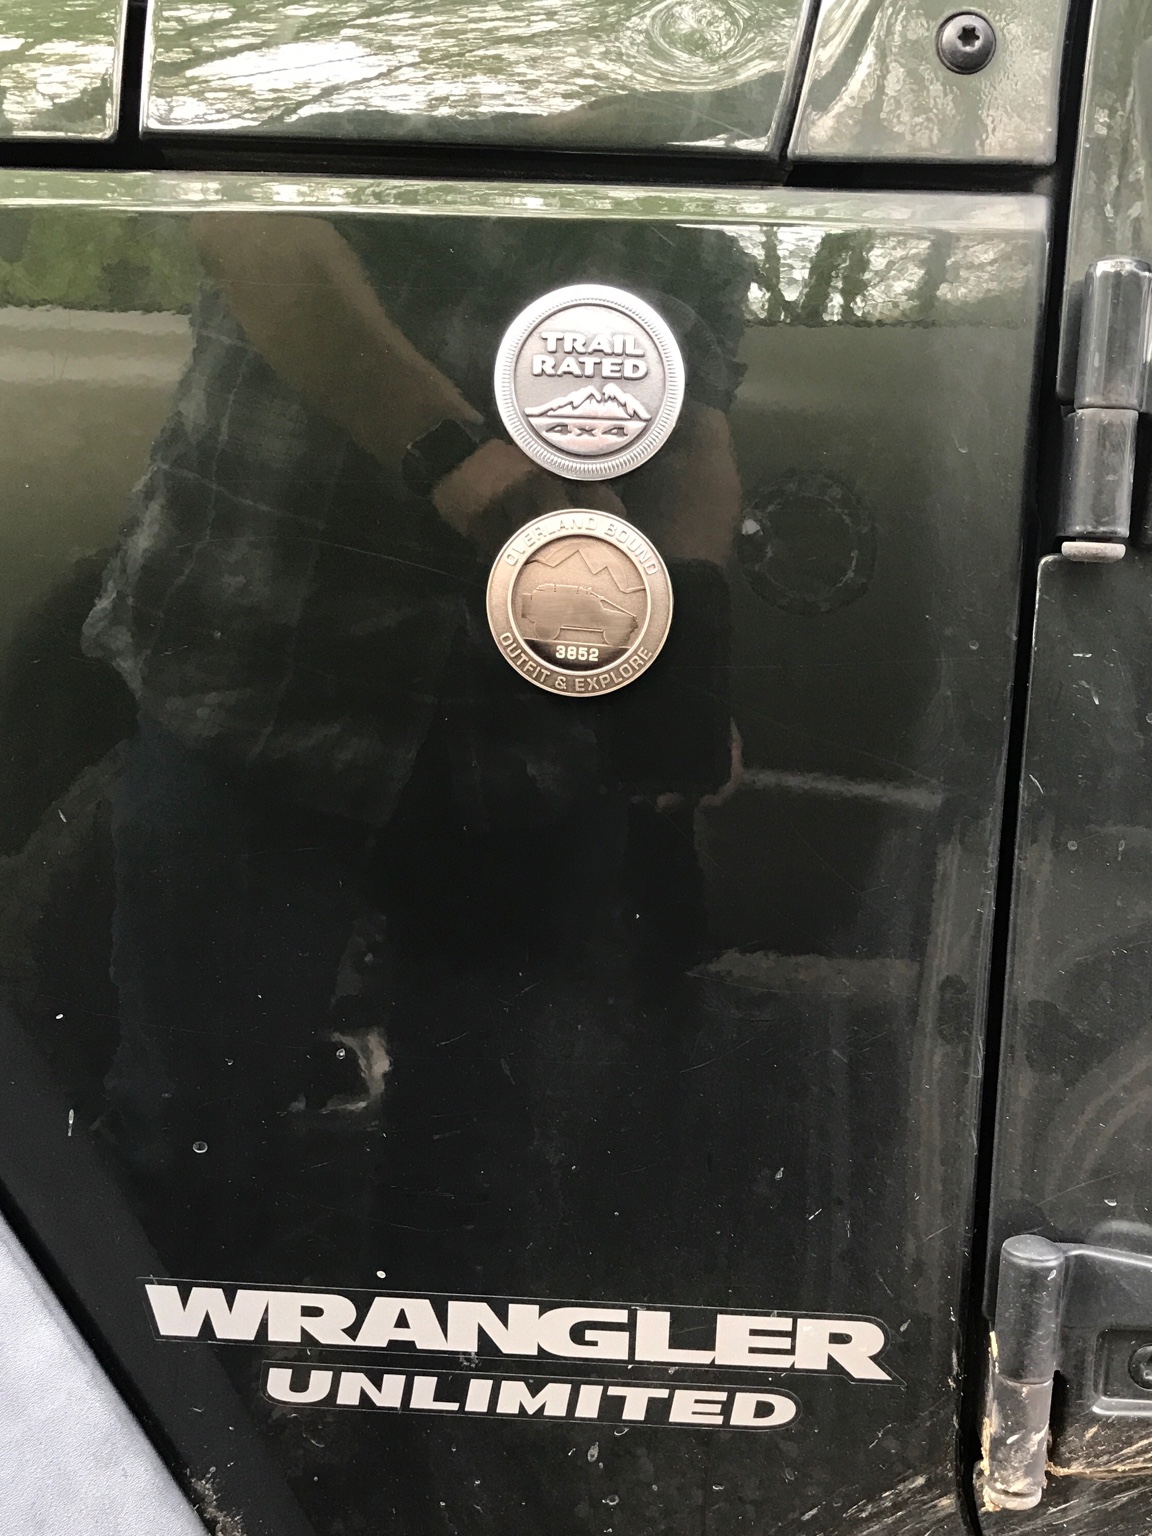 TRAIL
RATED
4x4
OVERLAND BOUND
3852
OUTFIT & EXPLORE
WRANGLER
UNLIMITED